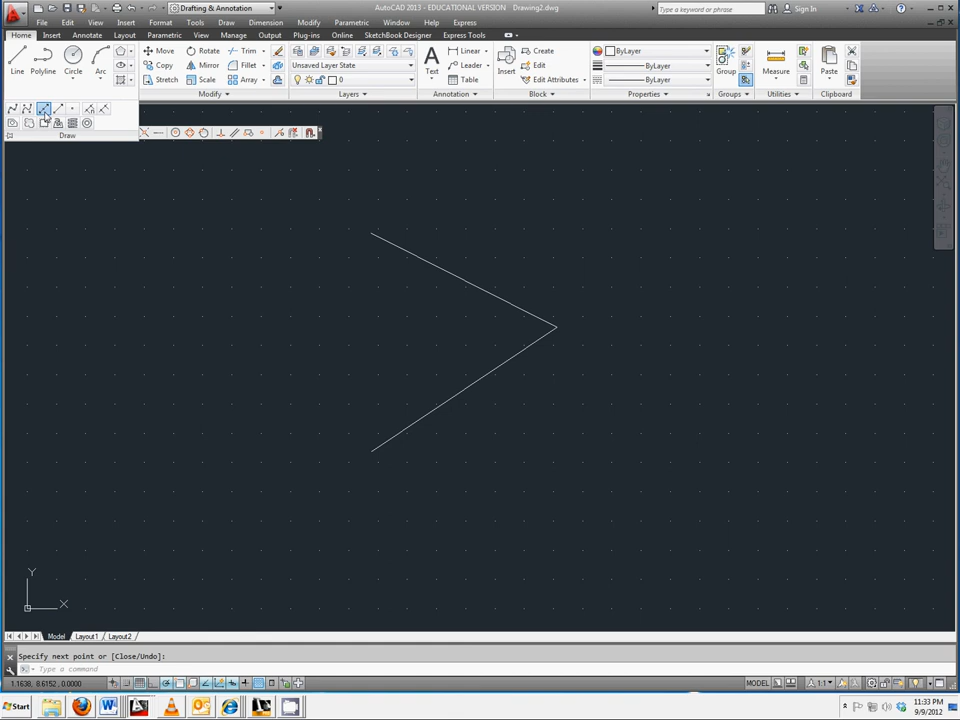 Drafting & Annotation
AutoCAD 2013 - EDUCATIONAL VERSION Drawing2.dwg
Type a keyword or phrase
Sign In
File Edit View Insert Format Tools Draw Dimension Modify Parametric Window Help Express
Home Insert Annotate Layout Parametric View Manage Output Plug-ins Online SketchBook Designer Express Tools
Move Rotate Trim
Copy Mirror Fillet
Stretch Scale Array
Line Polyline Circle Arc
Unsaved Layer State
0
Text
Linear
Leader
Table
Insert
Create
Edit
Edit Attributes
ByLayer
ByLayer
ByLayer
Group
Measure
Paste
Modify Layers Annotation Block Properties Groups Utilities Clipboard
Draw
Y
X
Model Layout1 Layout2
Specify next point or [Close/Undo]:
Type a command
1.1638, 8.6152, 0.0000
MODEL
1:1
Start
11:33 PM
9/9/2012